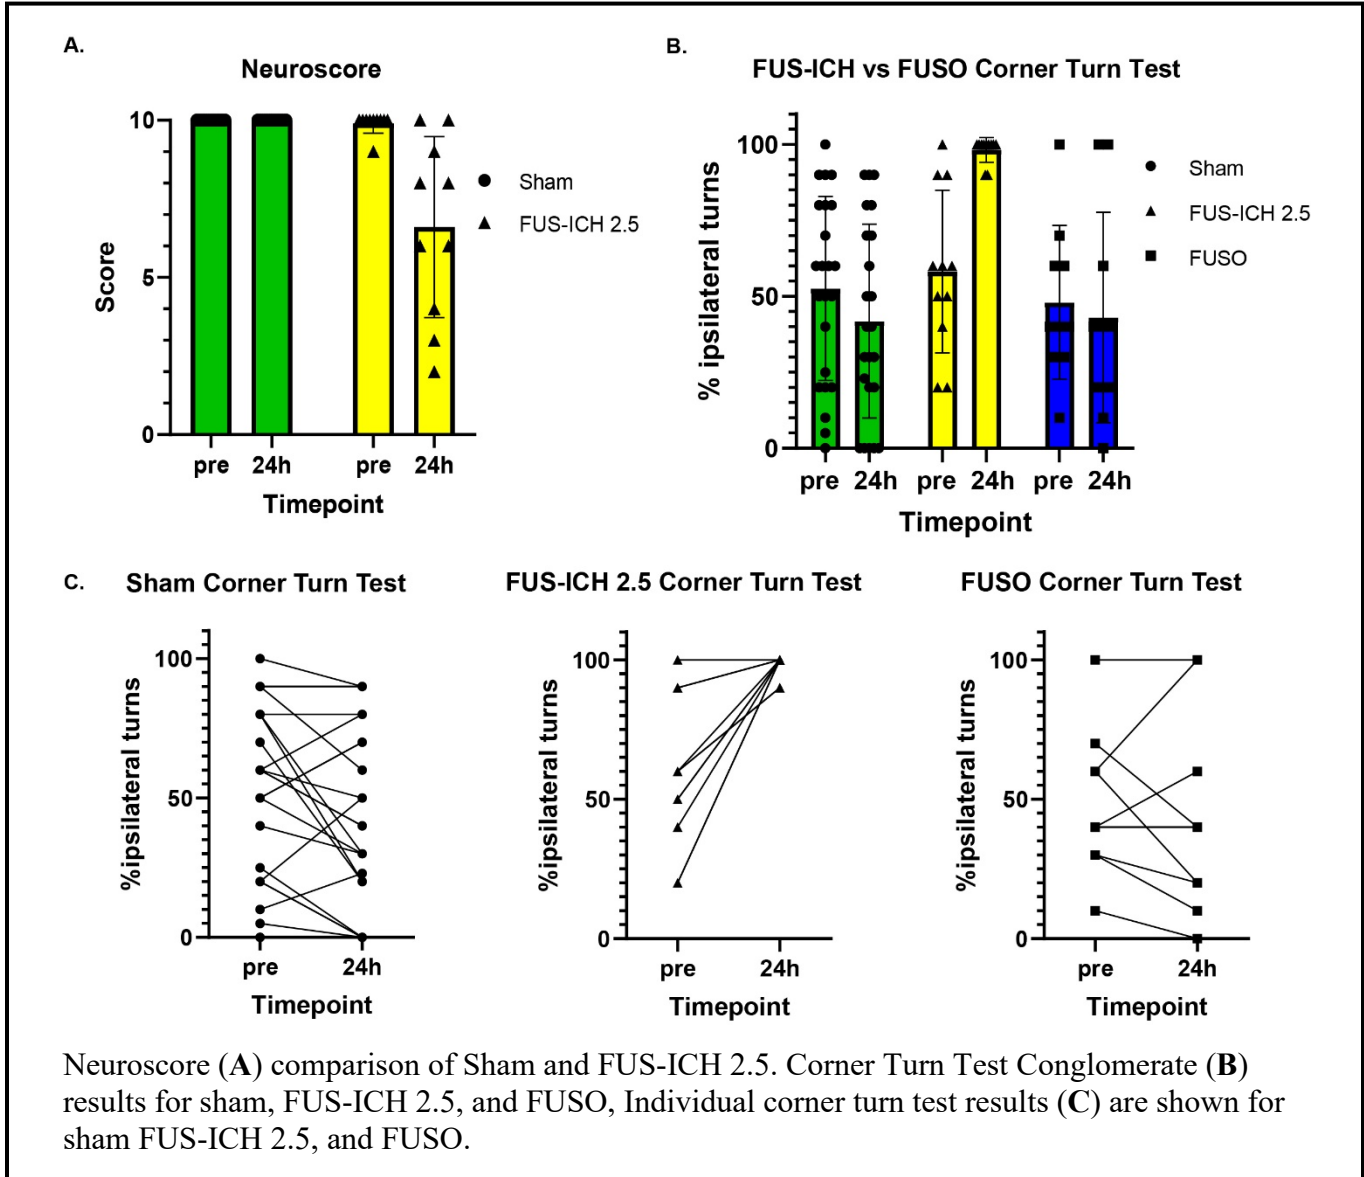 A.
Neuroscore
Score
10
5
0
pre 24h pre 24h
Timepoint
Sham
FUS-ICH 2.5
B.
FUS-ICH vs FUSO Corner Turn Test
% ipsilateral turns
100
50
0
pre 24h pre 24h pre 24h
Timepoint
Sham
FUS-ICH 2.5
FUSO
C.
Sham Corner Turn Test
%ipsilateral turns
100
50
0
pre 24h
Timepoint
FUS-ICH 2.5 Corner Turn Test
%ipsilateral turns
100
50
0
pre 24h
Timepoint
FUSO Corner Turn Test
%ipsilateral turns
100
50
0
pre 24h
Timepoint
Neuroscore (A) comparison of Sham and FUS-ICH 2.5. Corner Turn Test Conglomerate (B)
results for sham, FUS-ICH 2.5, and FUSO, Individual corner turn test results (C) are shown for
sham FUS-ICH 2.5, and FUSO.